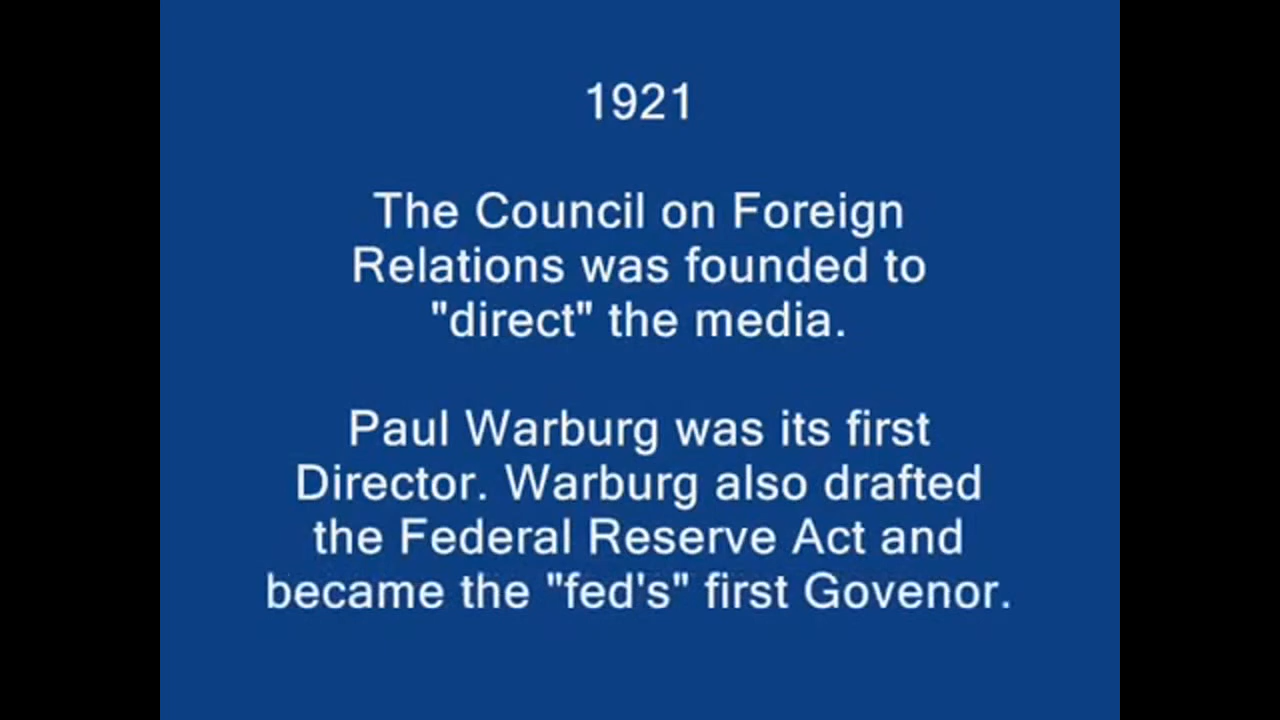 1921
The Council on Foreign
Relations was founded to
"direct" the media.
Paul Warburg was its first
Director. Warburg also drafted
the Federal Reserve Act and
became the "fed's" first Govenor.